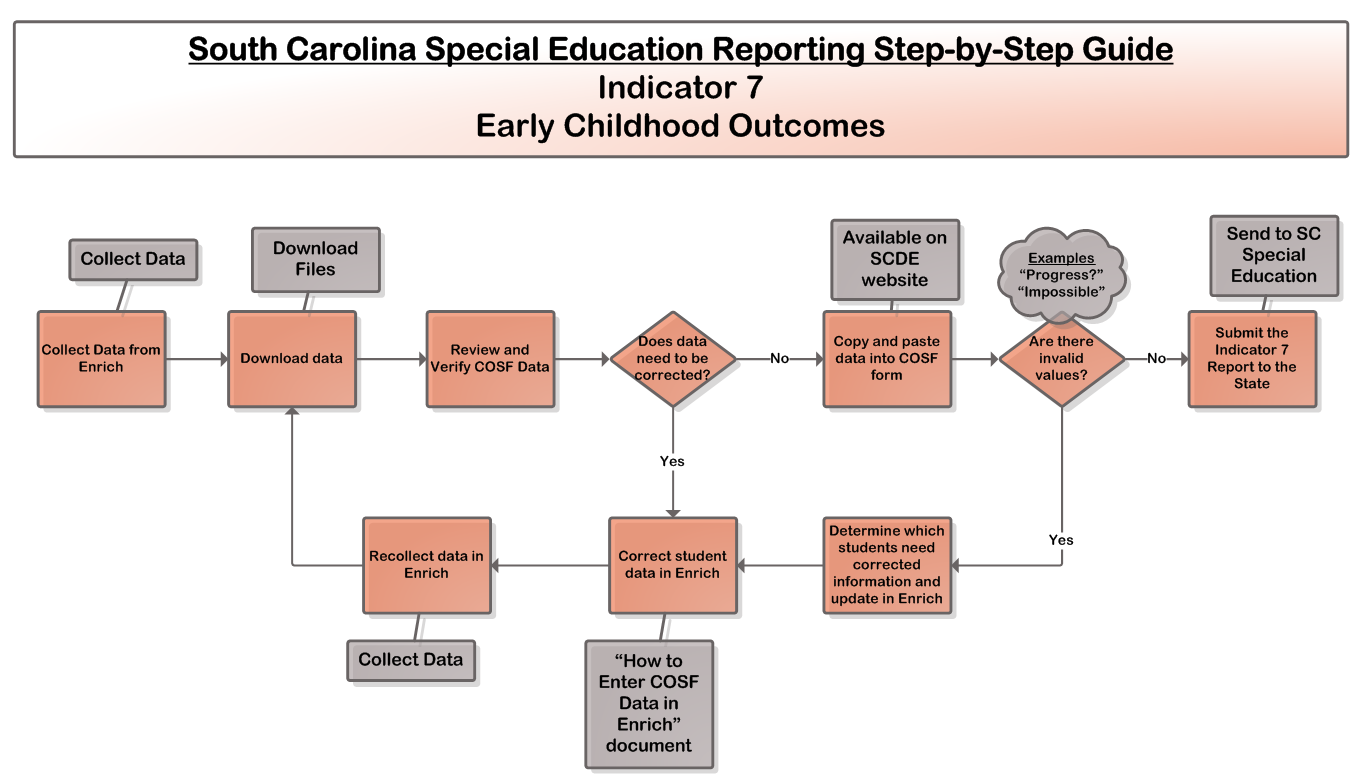 South Carolina Special Education Reporting Step-by-Step Guide
Indicator 7
Early Childhood Outcomes
Collect Data
Download
Files
Available on
SCDE
website
Examples
“Progress?”
“Impossible”
Send to SC
Special
Education
Collect Data from
Enrich
Download data
Review and
Verify COSF Data
Does data
need to be
corrected?
No
Copy and paste
data into COSF
form
Are there
invalid
values?
No
Submit the
Indicator 7
Report to the
State
Yes
Yes
Recollect data in
Enrich
Correct student
data in Enrich
Determine which
students need
corrected
information and
update in Enrich
Collect Data
“How to
Enter COSF
Data in
Enrich”
document